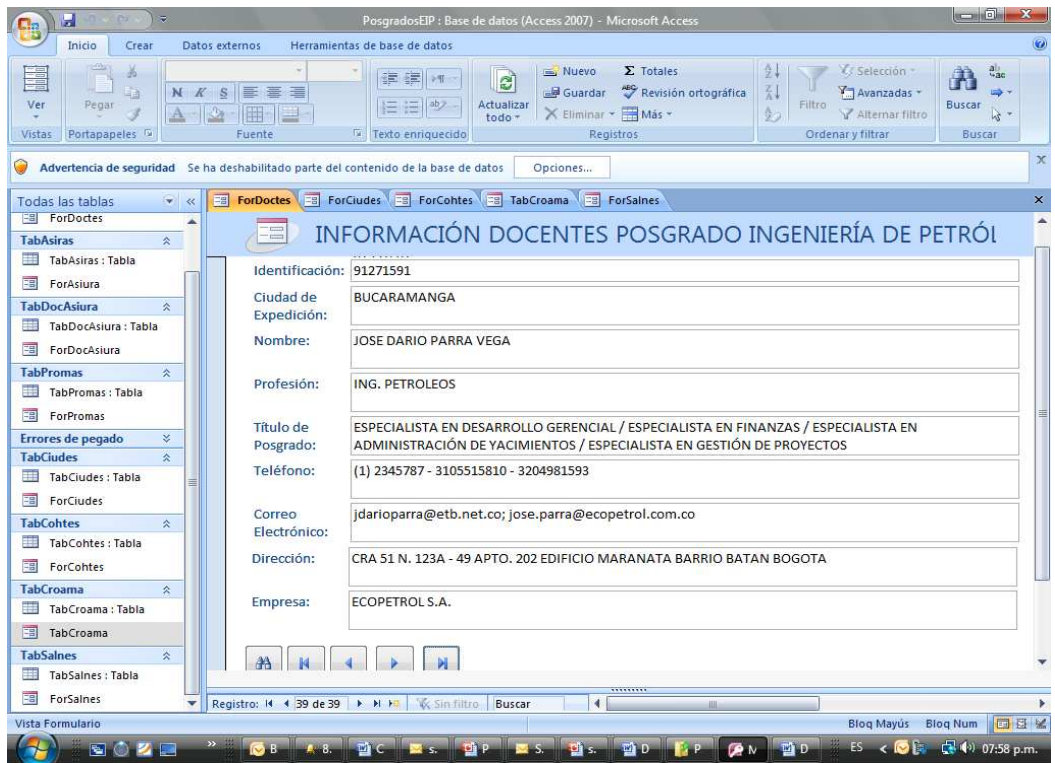 PosgradosEIP : Base de datos (Access 2007) - Microsoft Access
Inicio Crear Datos externos Herramientas de base de datos
Ver
Pegar
N K S
Actualizar todo
Nuevo
Guardar
Eliminar
Σ Totales
Revisión ortográfica
Más
Filtro
Selección
Avanzadas
Alternar filtro
Buscar
Vistas Portapapeles Fuente Texto enriquecido Registros Ordenar y filtrar Buscar
Advertencia de seguridad Se ha deshabilitado parte del contenido de la base de datos Opciones...
Todas las tablas
ForDoctes
TabAsiras
TabAsiras : Tabla
ForAsiura
TabDocAsiura
TabDocAsiura : Tabla
ForDocAsiura
TabPromas
TabPromas : Tabla
ForPromas
Errores de pegado
TabCiudes
TabCiudes : Tabla
ForCiudes
TabCohtes
TabCohtes : Tabla
ForCohtes
TabCroama
TabCroama : Tabla
TabCroama
TabSalnes
TabSalnes : Tabla
ForSalnes
ForDoctes ForCiudes ForCohtes TabCroama ForSalnes
INFORMACIÓN DOCENTES POSGRADO INGENIERÍA DE PETRÓL
Identificación: 91271591
Ciudad de Expedición: BUCARAMANGA
Nombre: JOSE DARIO PARRA VEGA
Profesión: ING. PETROLEOS
Título de Posgrado: ESPECIALISTA EN DESARROLLO GERENCIAL / ESPECIALISTA EN FINANZAS / ESPECIALISTA EN
ADMINISTRACIÓN DE YACIMIENTOS / ESPECIALISTA EN GESTIÓN DE PROYECTOS
Teléfono: (1) 2345787 - 3105515810 - 3204981593
Correo Electrónico: jdarioparra@etb.net.co; jose.parra@ecopetrol.com.co
Dirección: CRA 51 N. 123A - 49 APTO. 202 EDIFICIO MARANATA BARRIO BATAN BOGOTA
Empresa: ECOPETROL S.A.
Registro: 39 de 39 Sin filtro Buscar
Vista Formulario Bloq Mayús Bloq Num
B 8. C s. P S. s. D P N D ES 07:58 p.m.